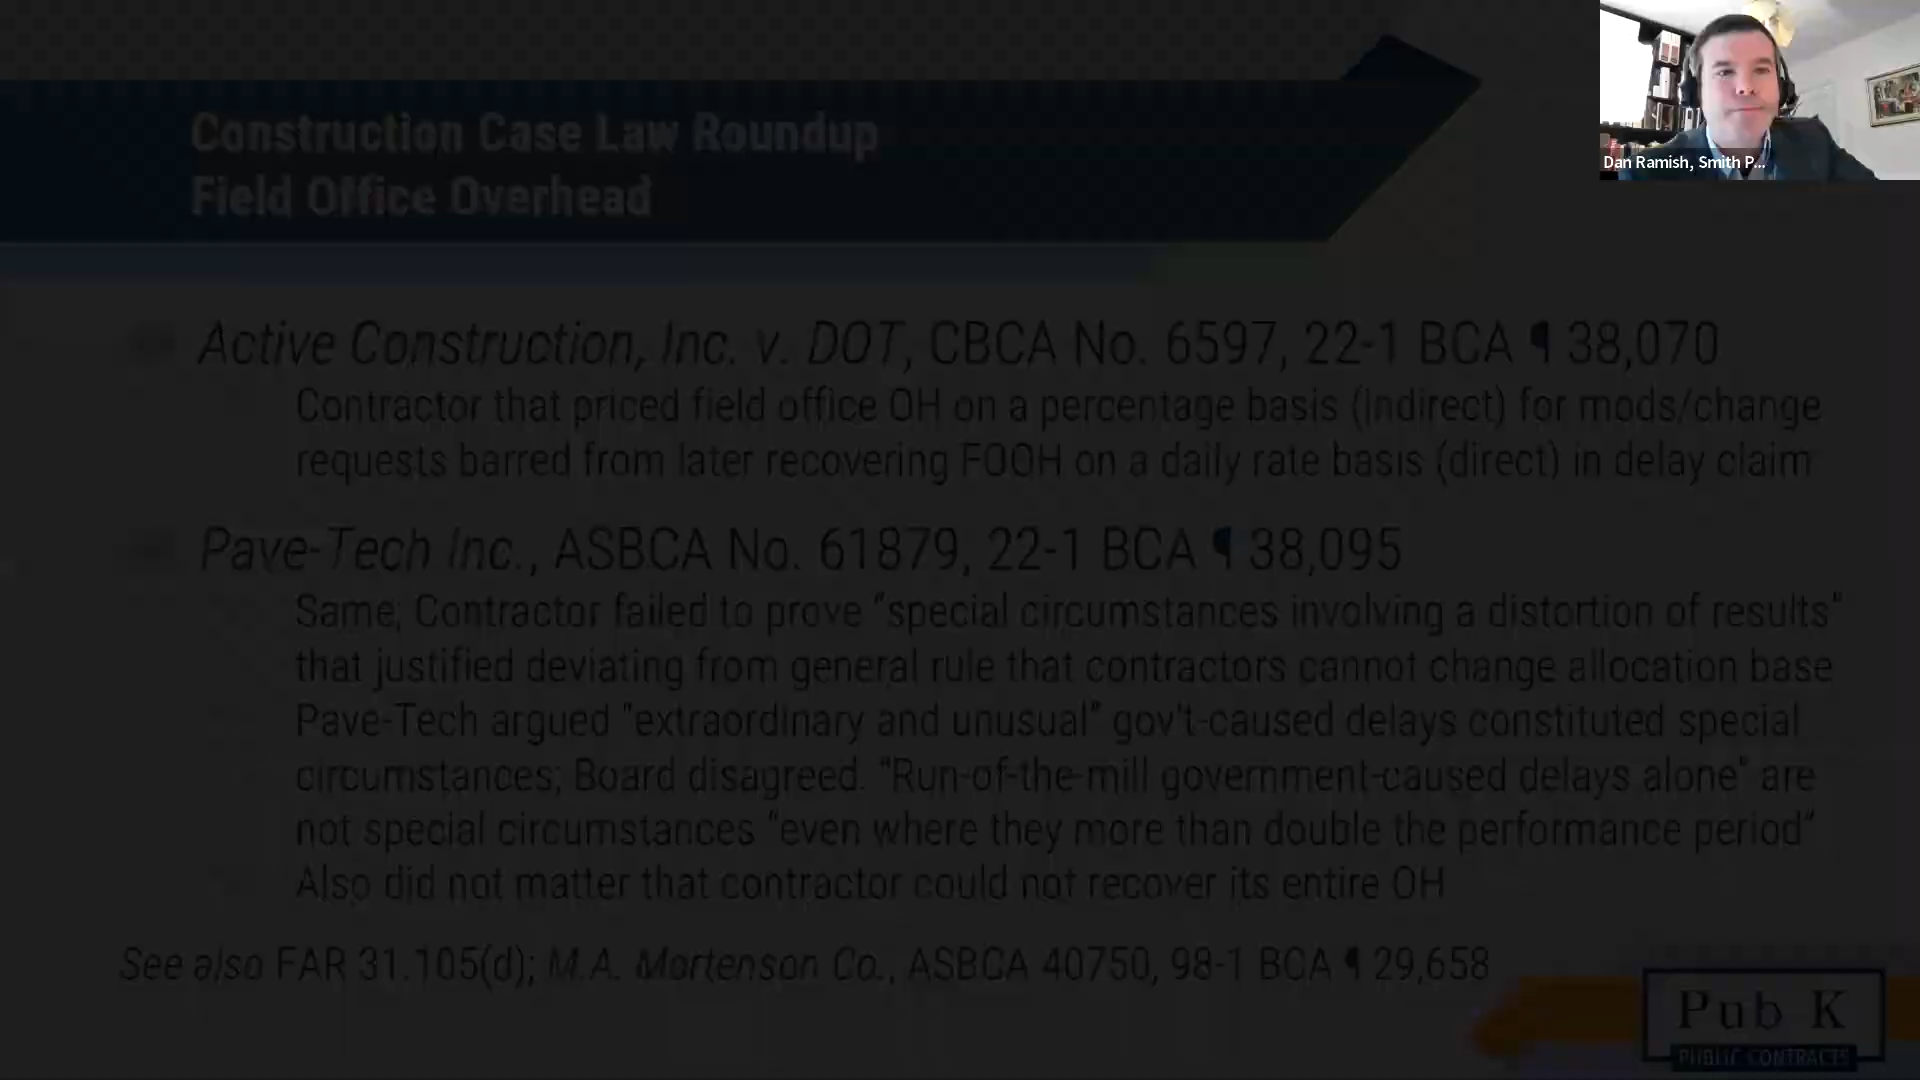 Construction Case Law Roundup
Field Office Overhead
Dan Ramish, Smith P...
Active Construction, Inc. v. DOT, CBCA No. 6597, 22-1 BCA ¶ 38,070
Contractor that priced field office OH on a percentage basis (indirect) for mods/change
requests barred from later recovering FOOH on a daily rate basis (direct) in delay claim
Pave-Tech Inc., ASBCA No. 61879, 22-1 BCA ¶ 38,095
Same; Contractor failed to prove “special circumstances involving a distortion of results”
that justified deviating from general rule that contractors cannot change allocation base
Pave-Tech argued “extraordinary and unusual” gov’t-caused delays constituted special
circumstances; Board disagreed. “Run-of-the-mill government-caused delays alone” are
not special circumstances “even where they more than double the performance period”
Also did not matter that contractor could not recover its entire OH
See also FAR 31.105(d); M.A. Mortenson Co., ASBCA 40750, 98-1 BCA ¶ 29,658
Pub K
PUBLIC CONTRACTS